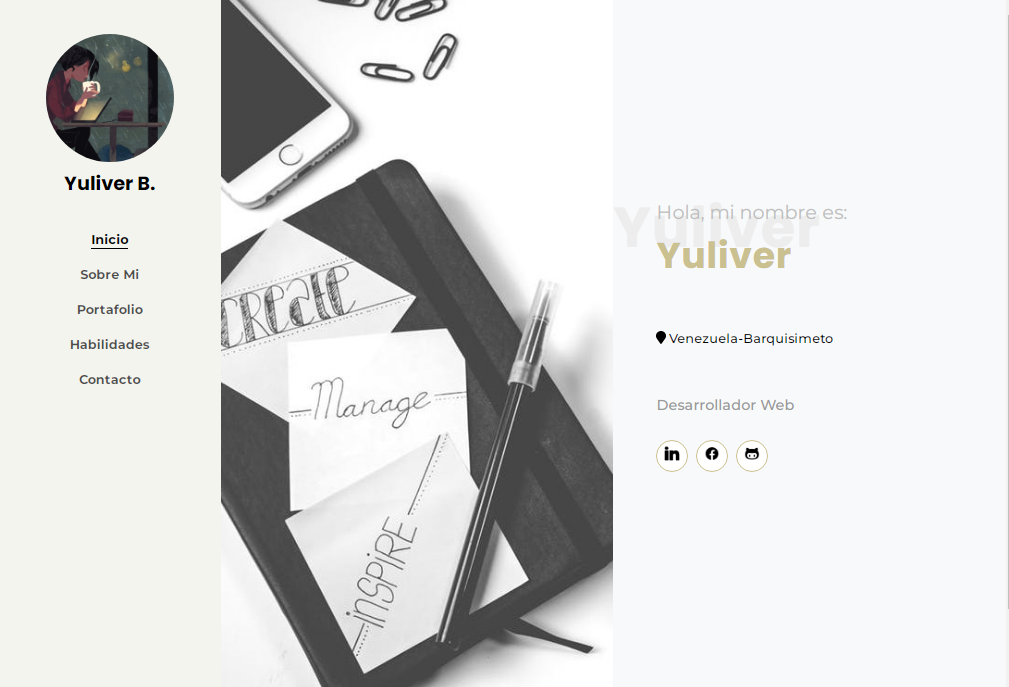 Yuliver B.
Inicio
Sobre Mi
Portafolio
Habilidades
Contacto
CREATE
Manage
INSPIRE
Yuliver
Hola, mi nombre es:
Yuliver
Venezuela-Barquisimeto
Desarrollador Web
in